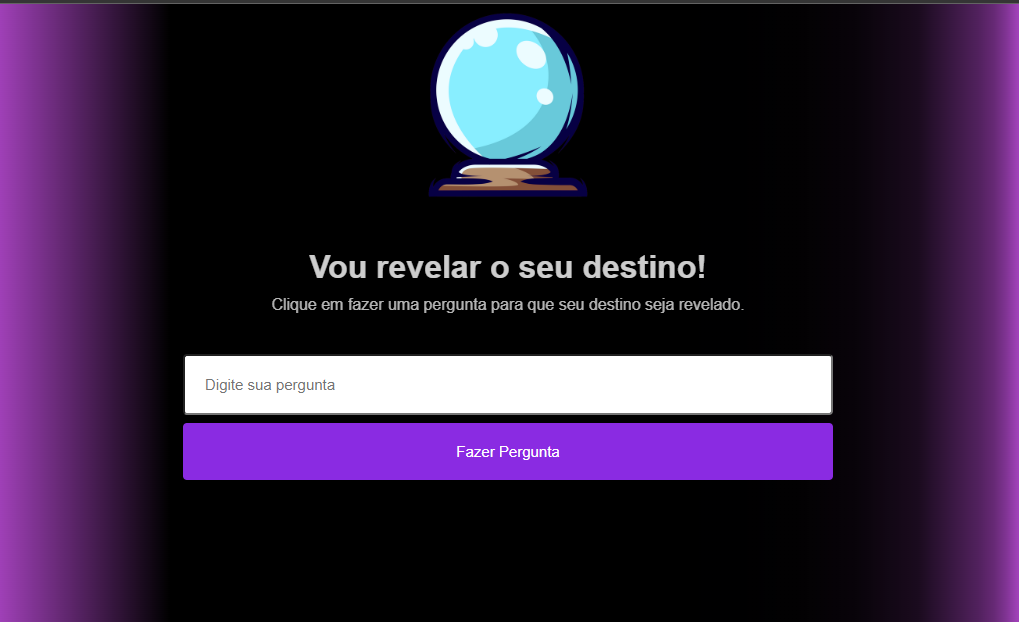 Vou revelar o seu destino!
Clique em fazer uma pergunta para que seu destino seja revelado.
Digite sua pergunta
Fazer Pergunta